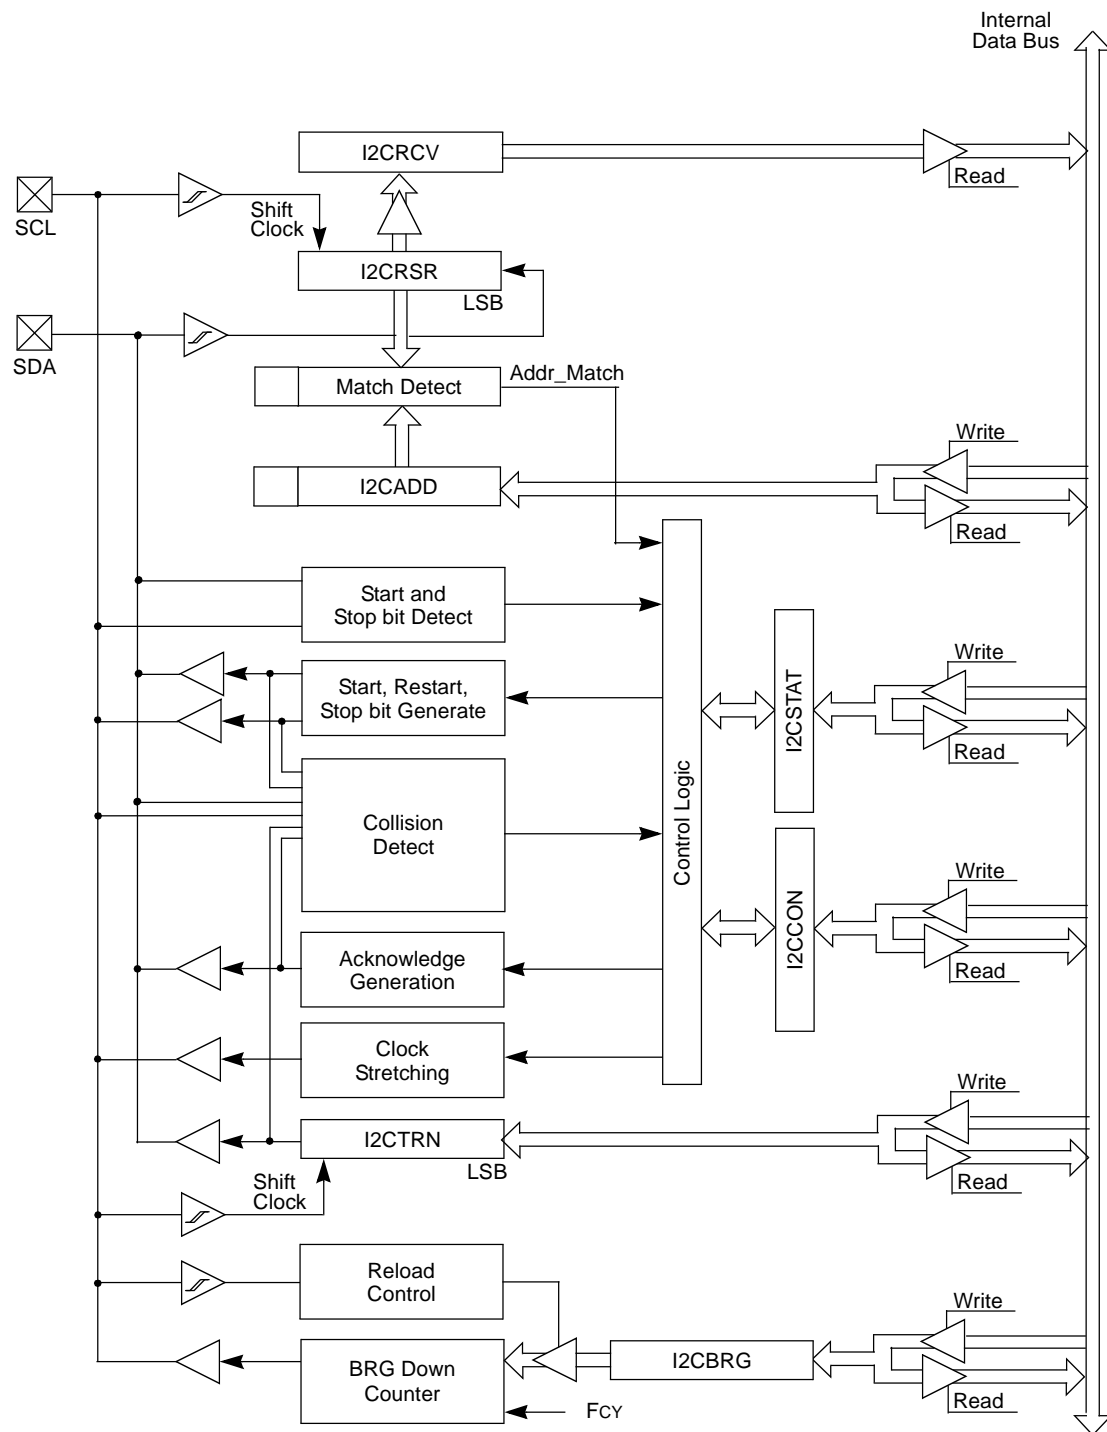 Internal
Data Bus
I2CRCV
Read
SCL
Shift
Clock
I2CRSR
LSB
SDA
Match Detect
Addr_Match
Write
I2CADD
Read
Start and
Stop bit Detect
Write
Start, Restart,
Stop bit Generate
I2CSTAT
Read
Control Logic
Collision
Detect
Write
I2CCON
Acknowledge
Generation
Read
Clock
Stretching
Write
I2CTRN
LSB
Read
Shift
Clock
Reload
Control
Write
BRG Down
Counter
I2CBRG
Read
FCY